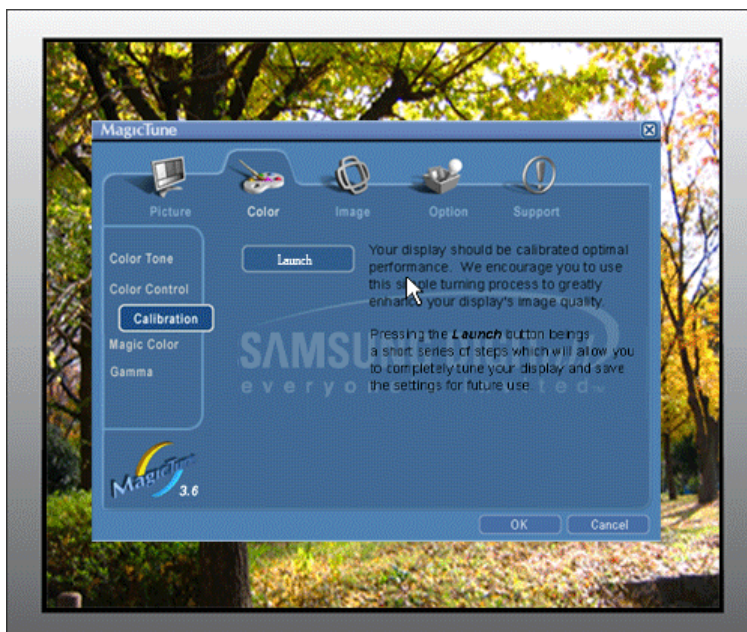 MagicTune
Picture
Color
Image
Option
Support
Color Tone
Color Control
Calibration
Magic Color
Gamma
Launch
Your display should be calibrated optimal
performance. We encourage you to use
this simple turning process to greatly
enhance your display's image quality.
Pressing the Launch button beings
a short series of steps which will allow you
to completely tune your display and save
the settings for future use
MagicTune
3.6
OK
Cancel